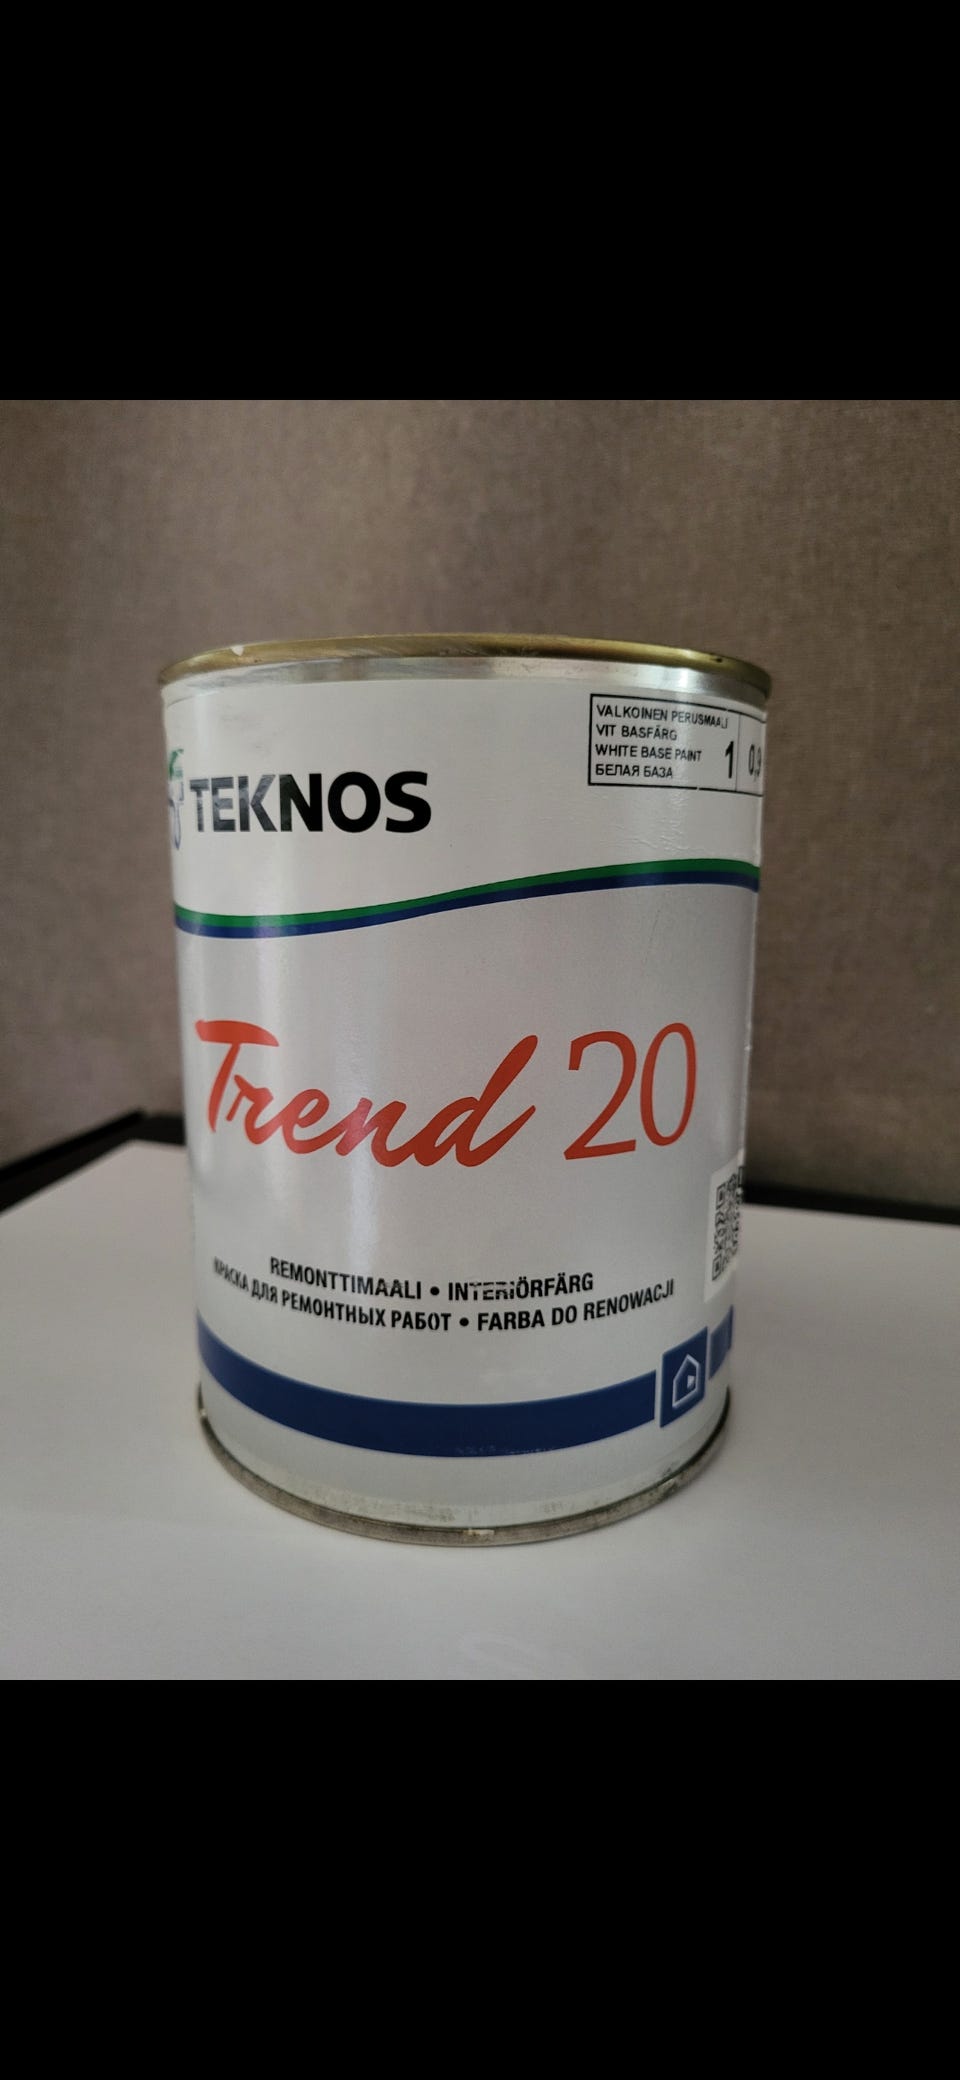 VALKOINEN PERUSMAALI
VIT BASFÄRG
WHITE BASE PAINT
БЕЛАЯ БАЗА
1
TEKNOS
Trend 20
REMONTTIMAALI • INTERIÖRFÄRG
КРАСКА ДЛЯ РЕМОНТНЫХ РАБОТ • FARBA DO RENOWACJI